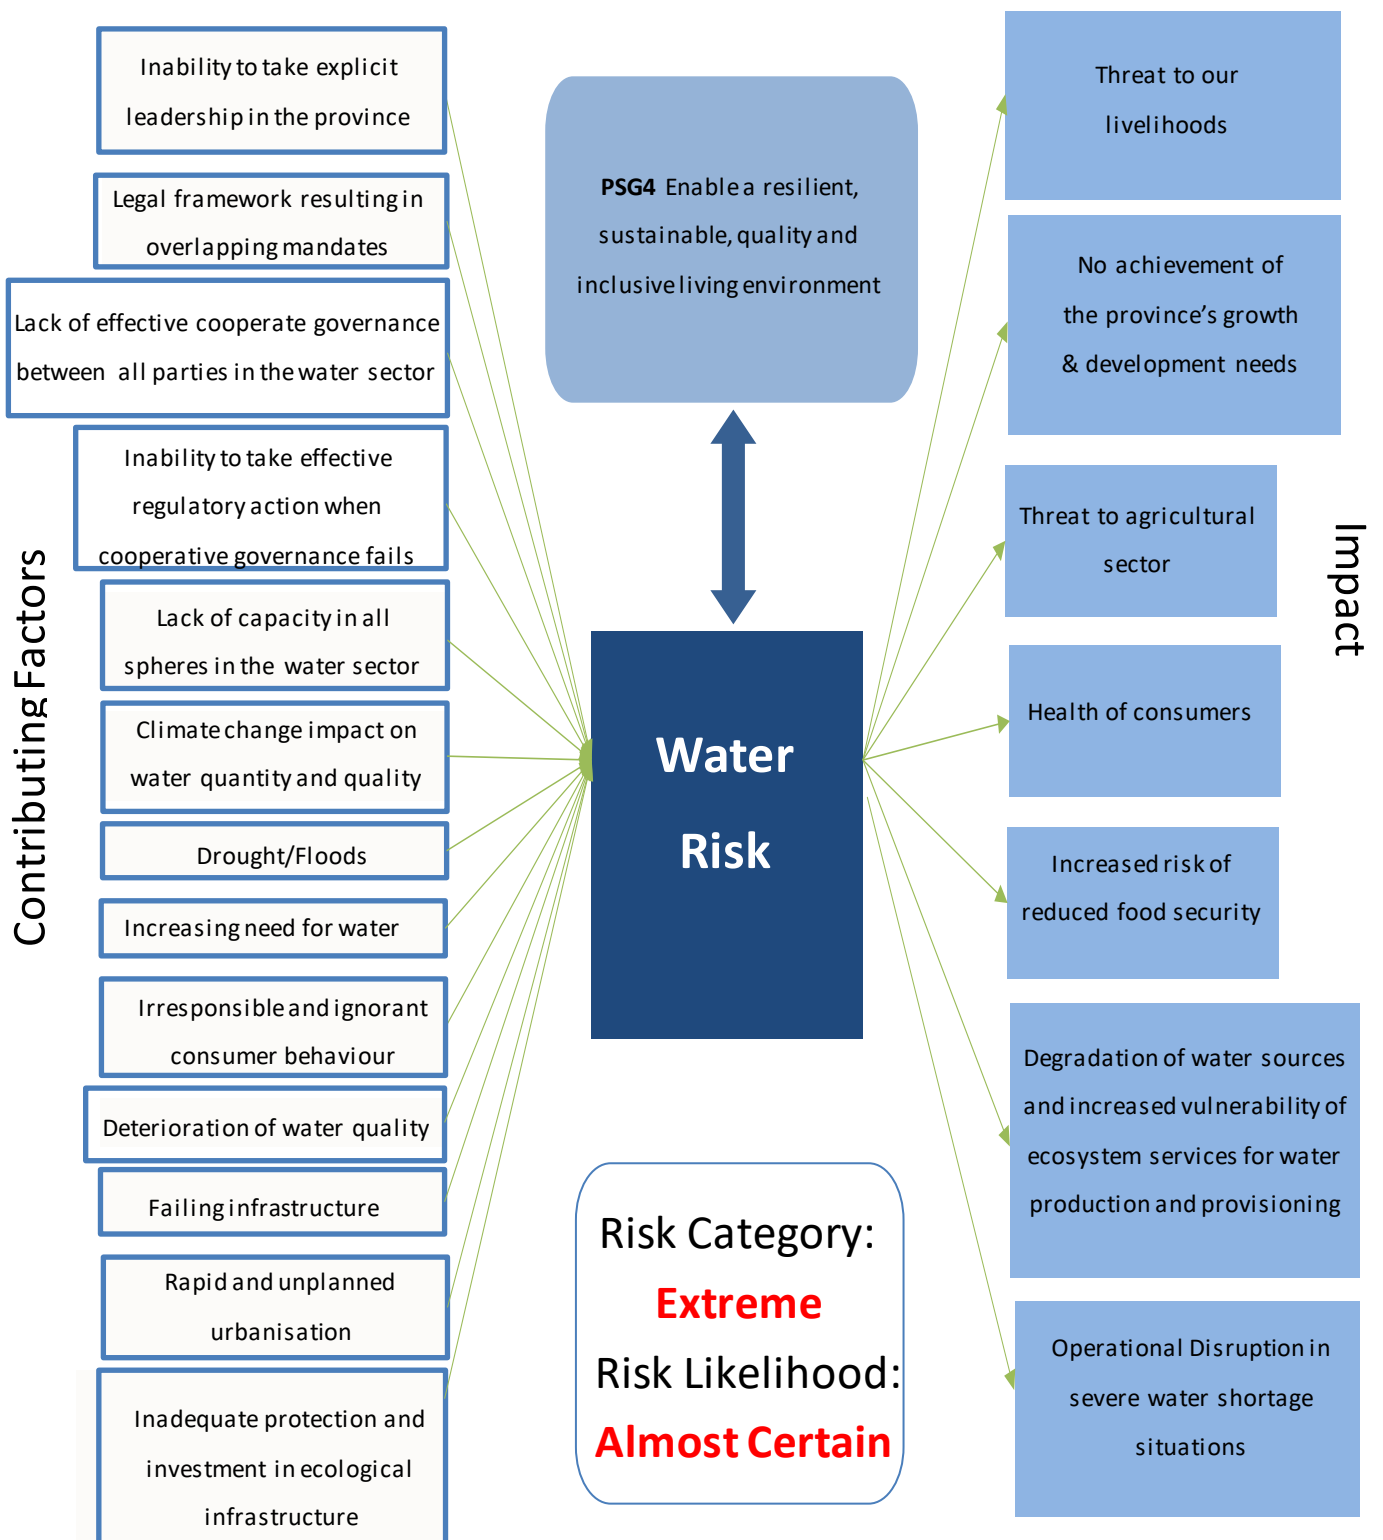 Contributing Factors
Inability to take explicit
leadership in the province
Legal framework resulting in
overlapping mandates
Lack of effective cooperate governance
between all parties in the water sector
Inability to take effective
regulatory action when
cooperative governance fails
Lack of capacity in all
spheres in the water sector
Climate change impact on
water quantity and quality
Drought/Floods
Increasing need for water
Irresponsible and ignorant
consumer behaviour
Deterioration of water quality
Failing infrastructure
Rapid and unplanned
urbanisation
Inadequate protection and
investment in ecological
infrastructure
PSG4 Enable a resilient,
sustainable, quality and
inclusive living environment
Water
Risk
Risk Category:
Extreme
Risk Likelihood:
Almost Certain
Threat to our
livelihoods
No achievement of
the province’s growth
& development needs
Threat to agricultural
sector
Health of consumers
Increased risk of
reduced food security
Degradation of water sources
and increased vulnerability of
ecosystem services for water
production and provisioning
Operational Disruption in
severe water shortage
situations
Impact